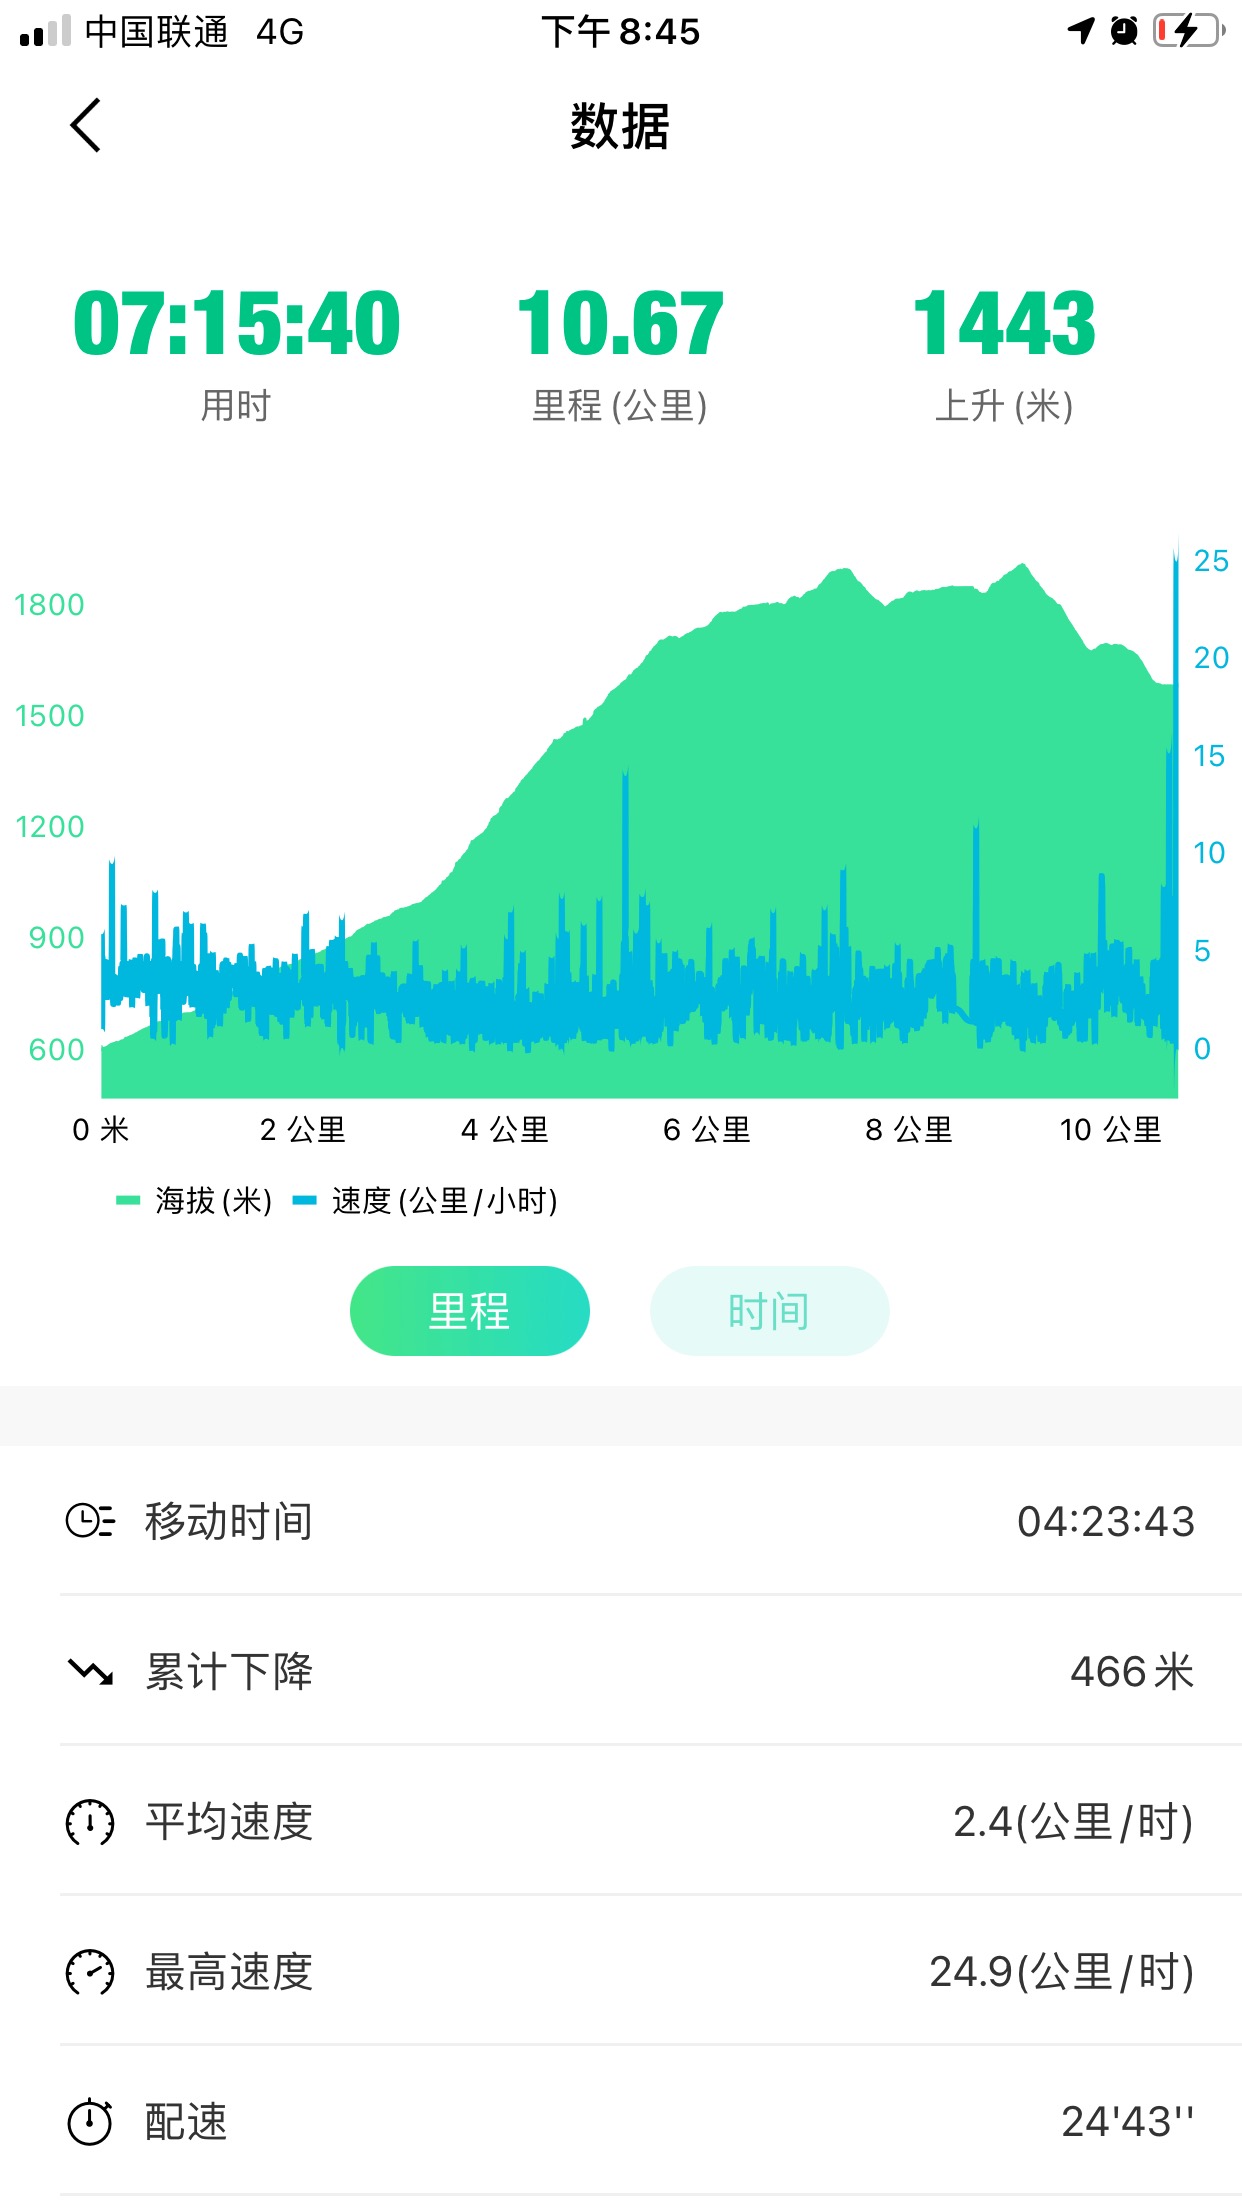 中国联通 4G 下午8:45
数据
07:15:40 10.67 1443
用时 里程(公里) 上升(米)
25
1800
20
1500
15
1200
10
900
5
600
0
0 米 2 公里 4 公里 6 公里 8 公里 10 公里
海拔(米) 速度(公里/小时)
里程 时间
移动时间 04:23:43
累计下降 466米
平均速度 2.4(公里/时)
最高速度 24.9(公里/时)
配速 24'43''